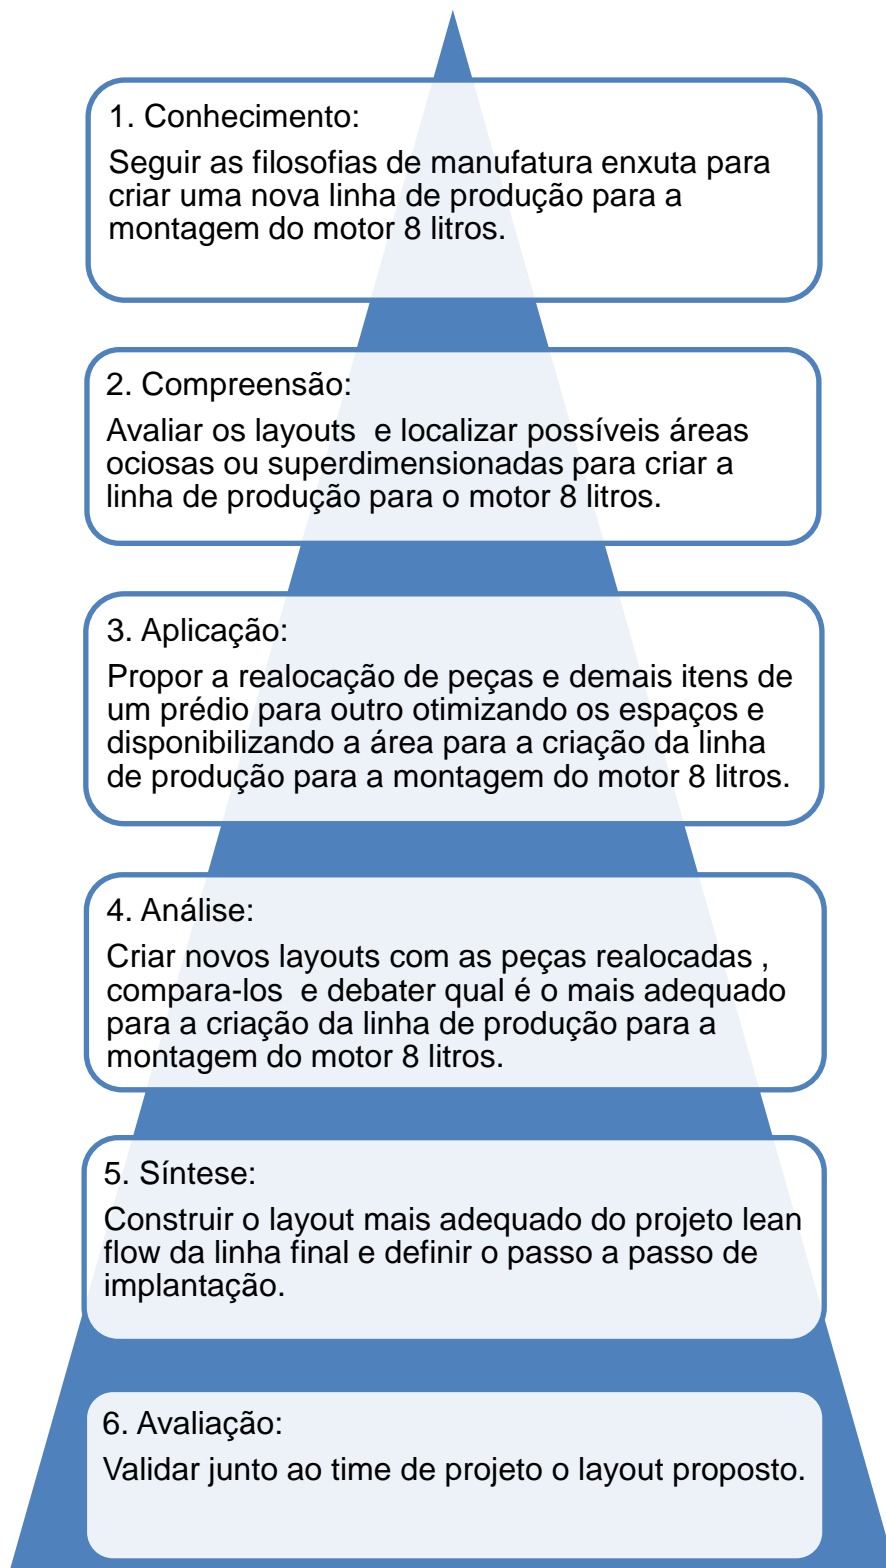 1. Conhecimento:
Seguir as filosofias de manufatura enxuta para
criar uma nova linha de produção para a
montagem do motor 8 litros.
2. Compreensão:
Avaliar os layouts  e localizar possíveis áreas
ociosas ou superdimensionadas para criar a
linha de produção para o motor 8 litros.
3. Aplicação:
Propor a realocação de peças e demais itens de
um prédio para outro otimizando os espaços e
disponibilizando a área para a criação da linha
de produção para a montagem do motor 8 litros.
4. Análise:
Criar novos layouts com as peças realocadas ,
compara-los  e debater qual é o mais adequado
para a criação da linha de produção para a
montagem do motor 8 litros.
5. Síntese:
Construir o layout mais adequado do projeto lean
flow da linha final e definir o passo a passo de
implantação.
6. Avaliação:
Validar junto ao time de projeto o layout proposto.